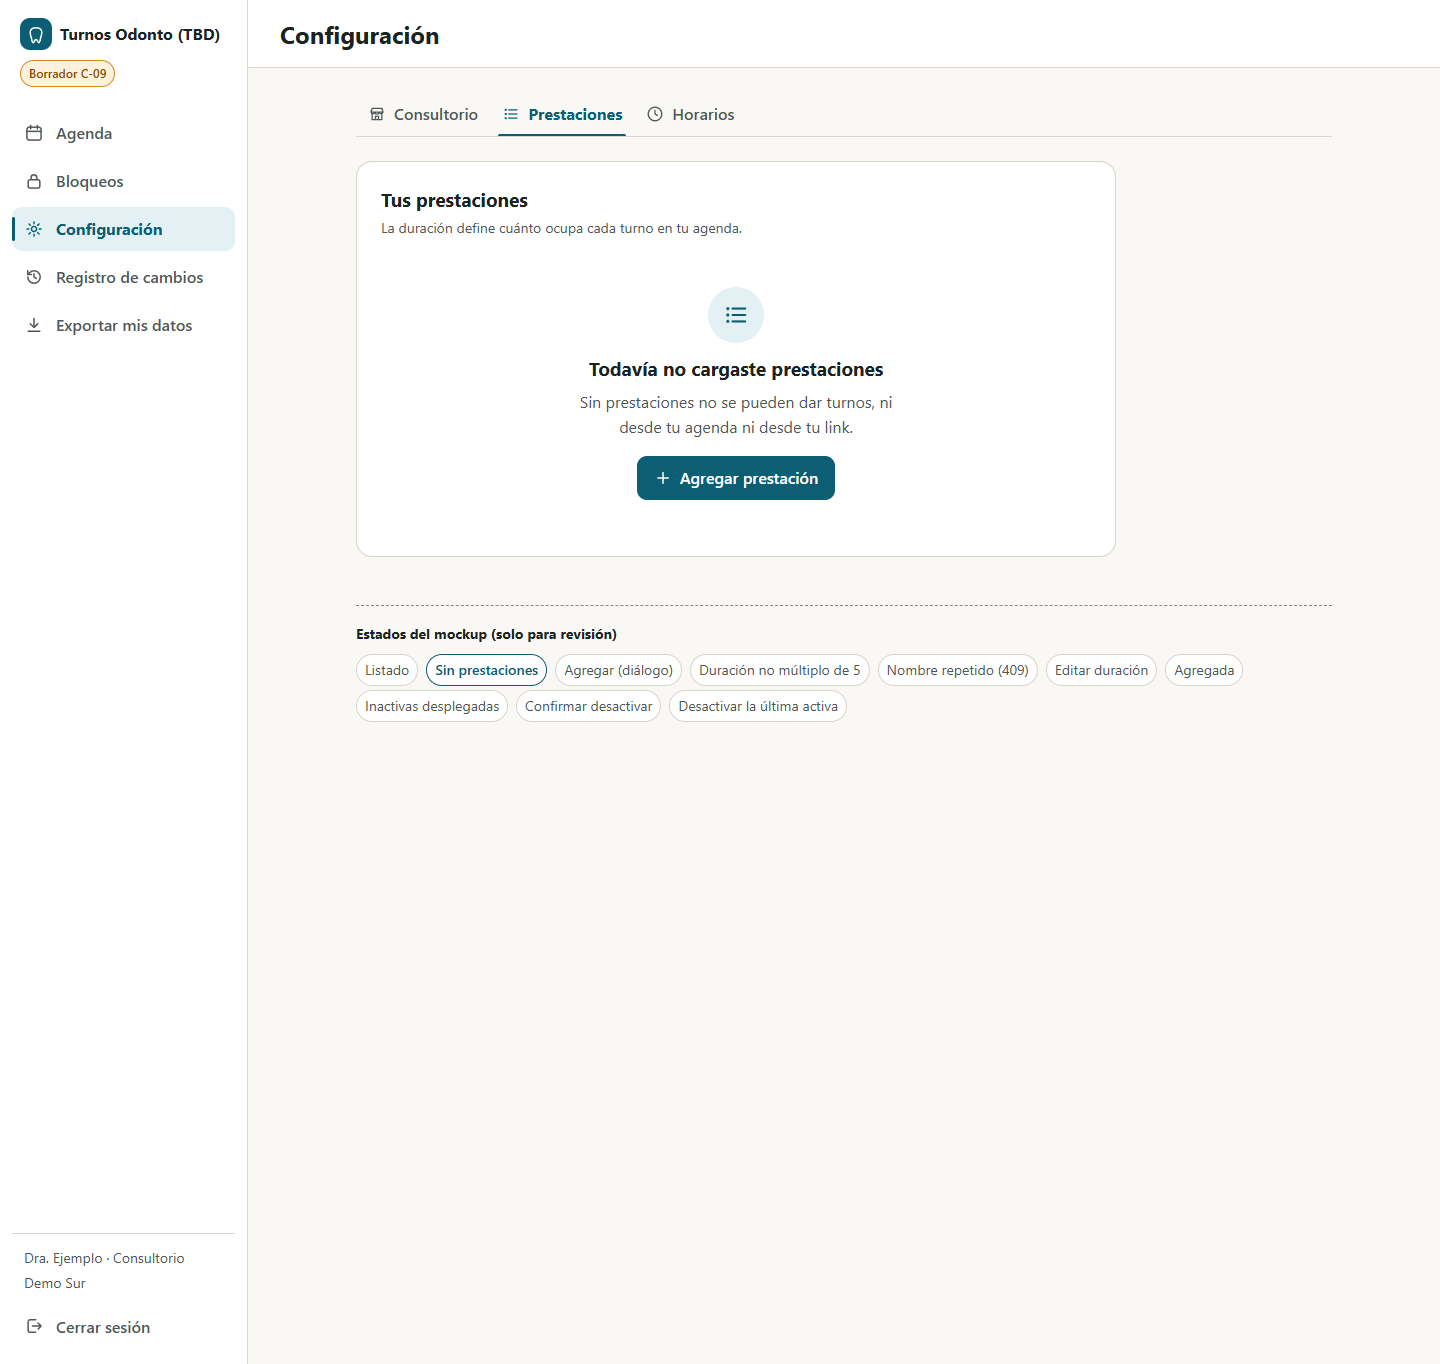 Turnos Odonto (TBD)
Borrador C-09
Agenda
Bloqueos
Configuración
Registro de cambios
Exportar mis datos
Dra. Ejemplo · Consultorio
Demo Sur
Cerrar sesión
Configuración
Consultorio
Prestaciones
Horarios
Tus prestaciones
La duración define cuánto ocupa cada turno en tu agenda.
Todavía no cargaste prestaciones
Sin prestaciones no se pueden dar turnos, ni
desde tu agenda ni desde tu link.
Agregar prestación
Estados del mockup (solo para revisión)
Listado
Sin prestaciones
Agregar (diálogo)
Duración no múltiplo de 5
Nombre repetido (409)
Editar duración
Agregada
Inactivas desplegadas
Confirmar desactivar
Desactivar la última activa